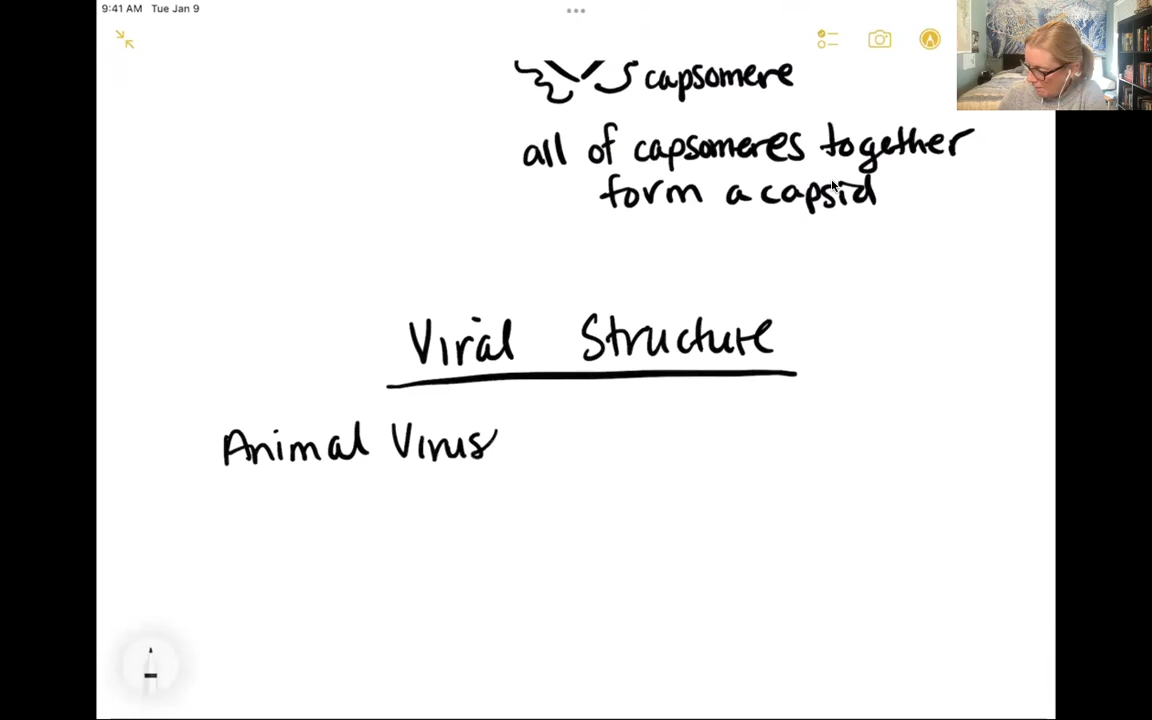 9:41 AM Tue Jan 9
capsomere
all of capsomeres together
form a capsid
Viral Structure
Animal Virus